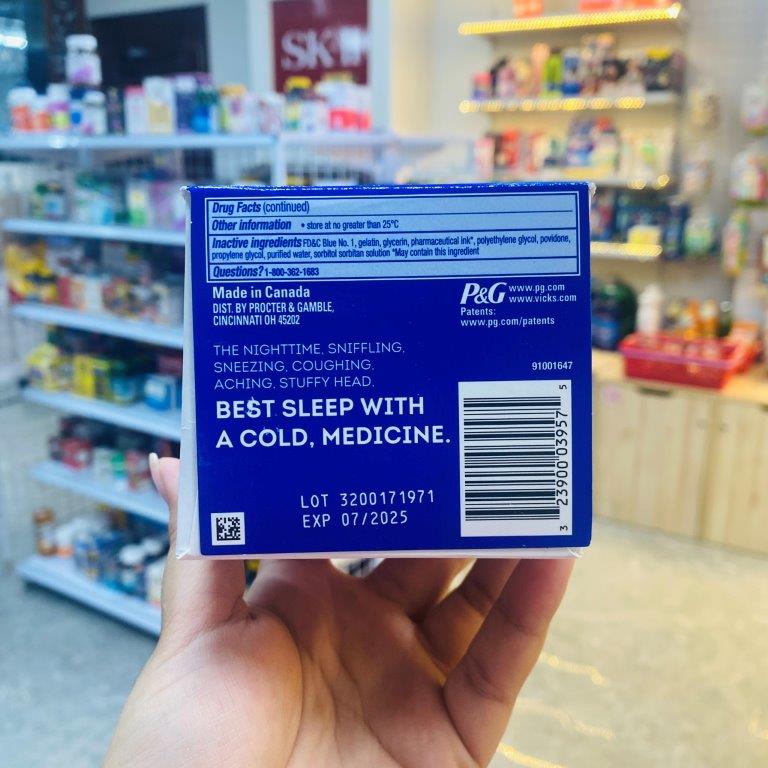 SK-II
Drug Facts (continued)
Other information • store at no greater than 25°C
Inactive ingredients FD&C Blue No. 1, gelatin, glycerin, pharmaceutical ink*, polyethylene glycol, povidone,
propylene glycol, purified water, sorbitol sorbitan solution *May contain this ingredient
Questions? 1-800-362-1683
Made in Canada
DIST. BY PROCTER & GAMBLE,
CINCINNATI OH 45202
P&G www.pg.com
www.vicks.com
Patents:
www.pg.com/patents
THE NIGHTTIME, SNIFFLING,
SNEEZING, COUGHING,
ACHING, STUFFY HEAD,
BEST SLEEP WITH
A COLD, MEDICINE.
91001647
3 23900 03957 5
LOT 3200171971
EXP 07/2025